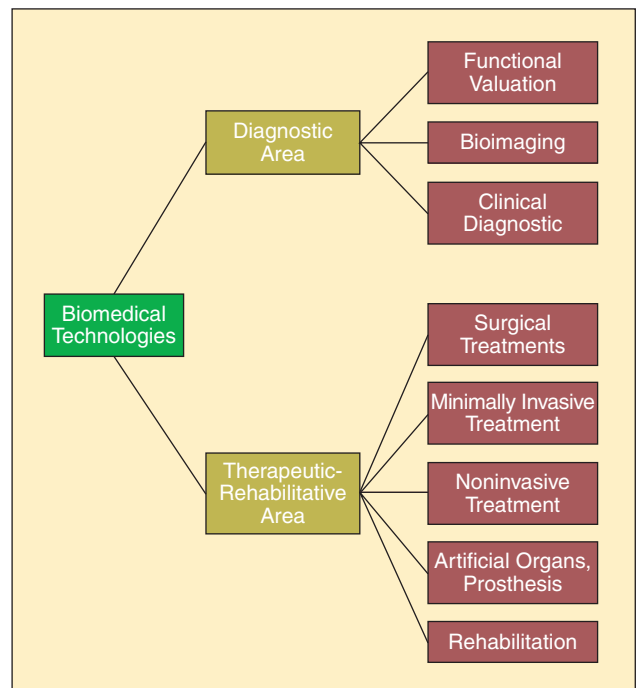 Functional
Valuation
Diagnostic
Area
Bioimaging
Clinical
Diagnostic
Biomedical
Technologies
Surgical
Treatments
Minimally Invasive
Treatment
Therapeutic-
Rehabilitative
Area
Noninvasive
Treatment
Artificial Organs,
Prosthesis
Rehabilitation